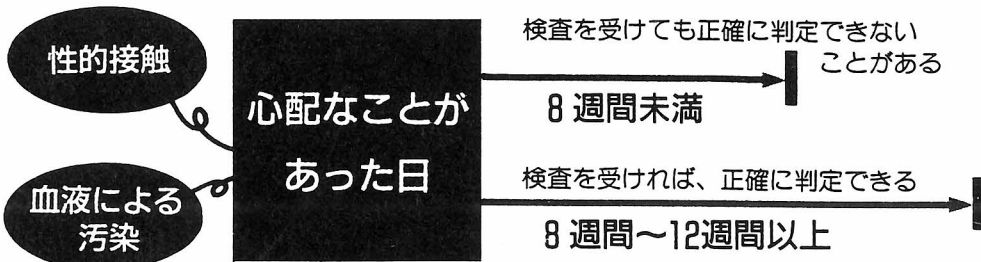 性的接触
血液による
汚染
心配なことが
あった日
検査を受けても正確に判定できない
ことがある
8週間未満
検査を受ければ、正確に判定できる
8週間〜12週間以上